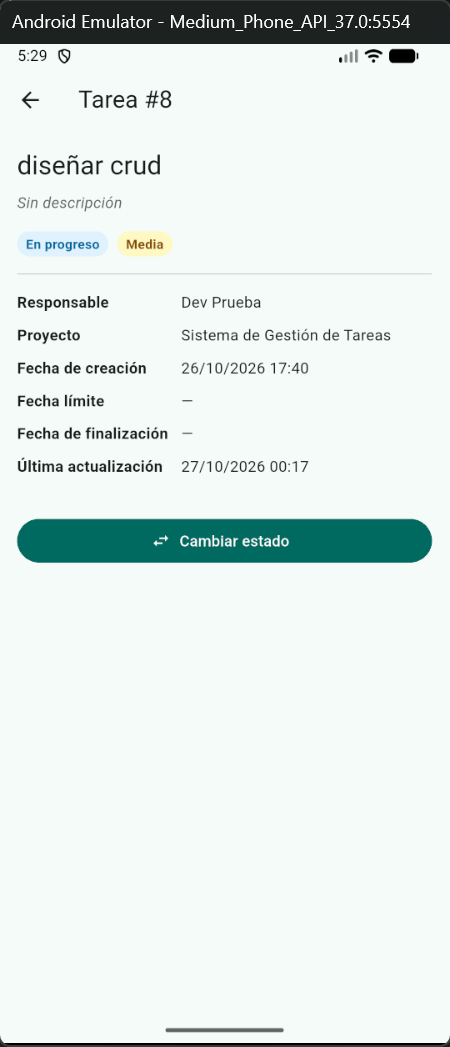 Android Emulator - Medium_Phone_API_37.0:5554
5:29
Tarea #8
diseñar crud
Sin descripción
En progreso Media
Responsable Dev Prueba
Proyecto Sistema de Gestión de Tareas
Fecha de creación 26/10/2026 17:40
Fecha límite —
Fecha de finalización —
Última actualización 27/10/2026 00:17
Cambiar estado